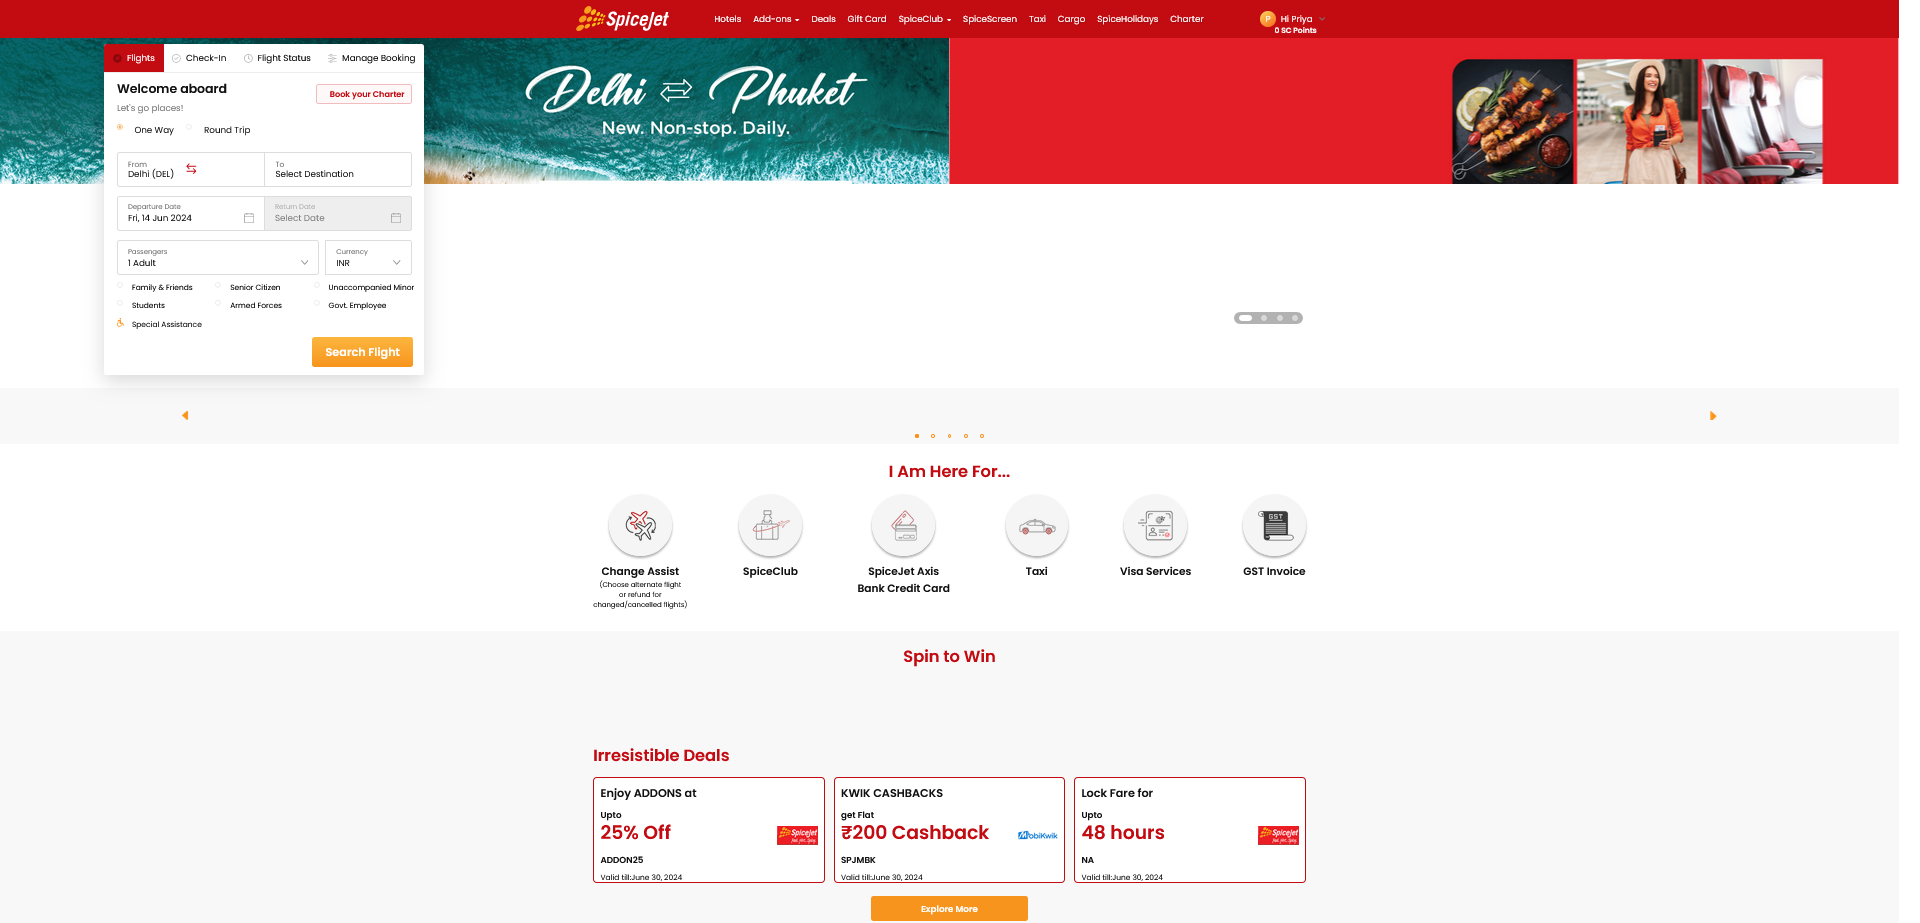 SpiceJet
Hotels Add-ons Deals Gift Card SpiceClub SpiceScreen Taxi Cargo SpiceHolidays Charter
P Hi Priya
0 SC Points
Flights Check-In Flight Status Manage Booking
Welcome aboard
Book your Charter
Let's go places!
One Way Round Trip
From
Delhi (DEL)
To
Select Destination
Departure Date
Fri, 14 Jun 2024
Return Date
Select Date
Passengers
1 Adult
Currency
INR
Family & Friends Senior Citizen Unaccompanied Minor
Students Armed Forces Govt. Employee
Special Assistance
Search Flight
Delhi Phuket
New. Non-stop. Daily.
I Am Here For...
GST
Change Assist
(Choose alternate flight
or refund for
changed/cancelled flights)
SpiceClub
SpiceJet Axis
Bank Credit Card
Taxi
Visa Services
GST Invoice
Spin to Win
Irresistible Deals
Enjoy ADDONS at
Upto
25% Off
SpiceJet
ADDON25
Valid till:June 30, 2024
KWIK CASHBACKS
get Flat
₹200 Cashback
MobiKwik
SPJMBK
Valid till:June 30, 2024
Lock Fare for
Upto
48 hours
SpiceJet
NA
Valid till:June 30, 2024
Explore More